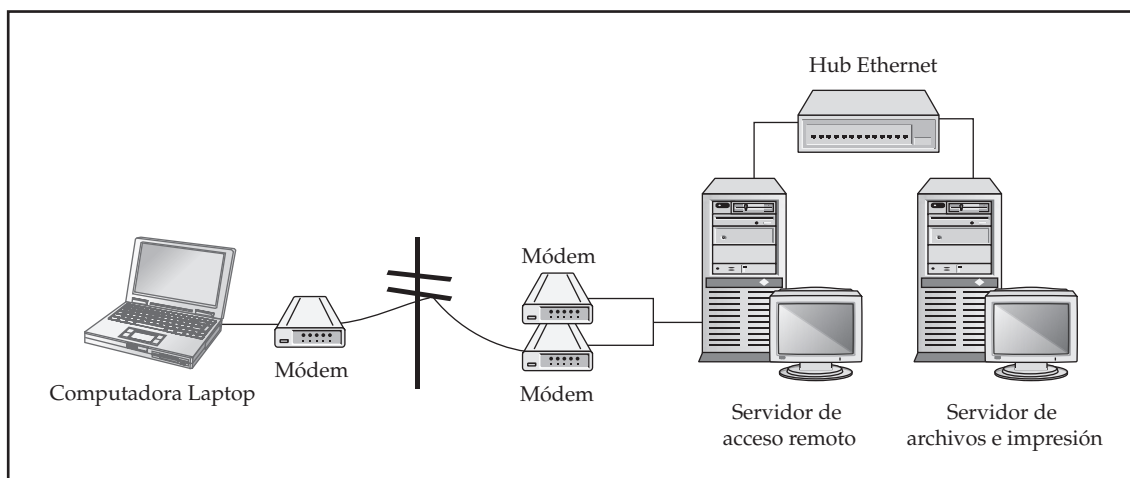 Hub Ethernet
Módem
Módem
Módem
Computadora Laptop
Servidor de
acceso remoto
Servidor de
archivos e impresión